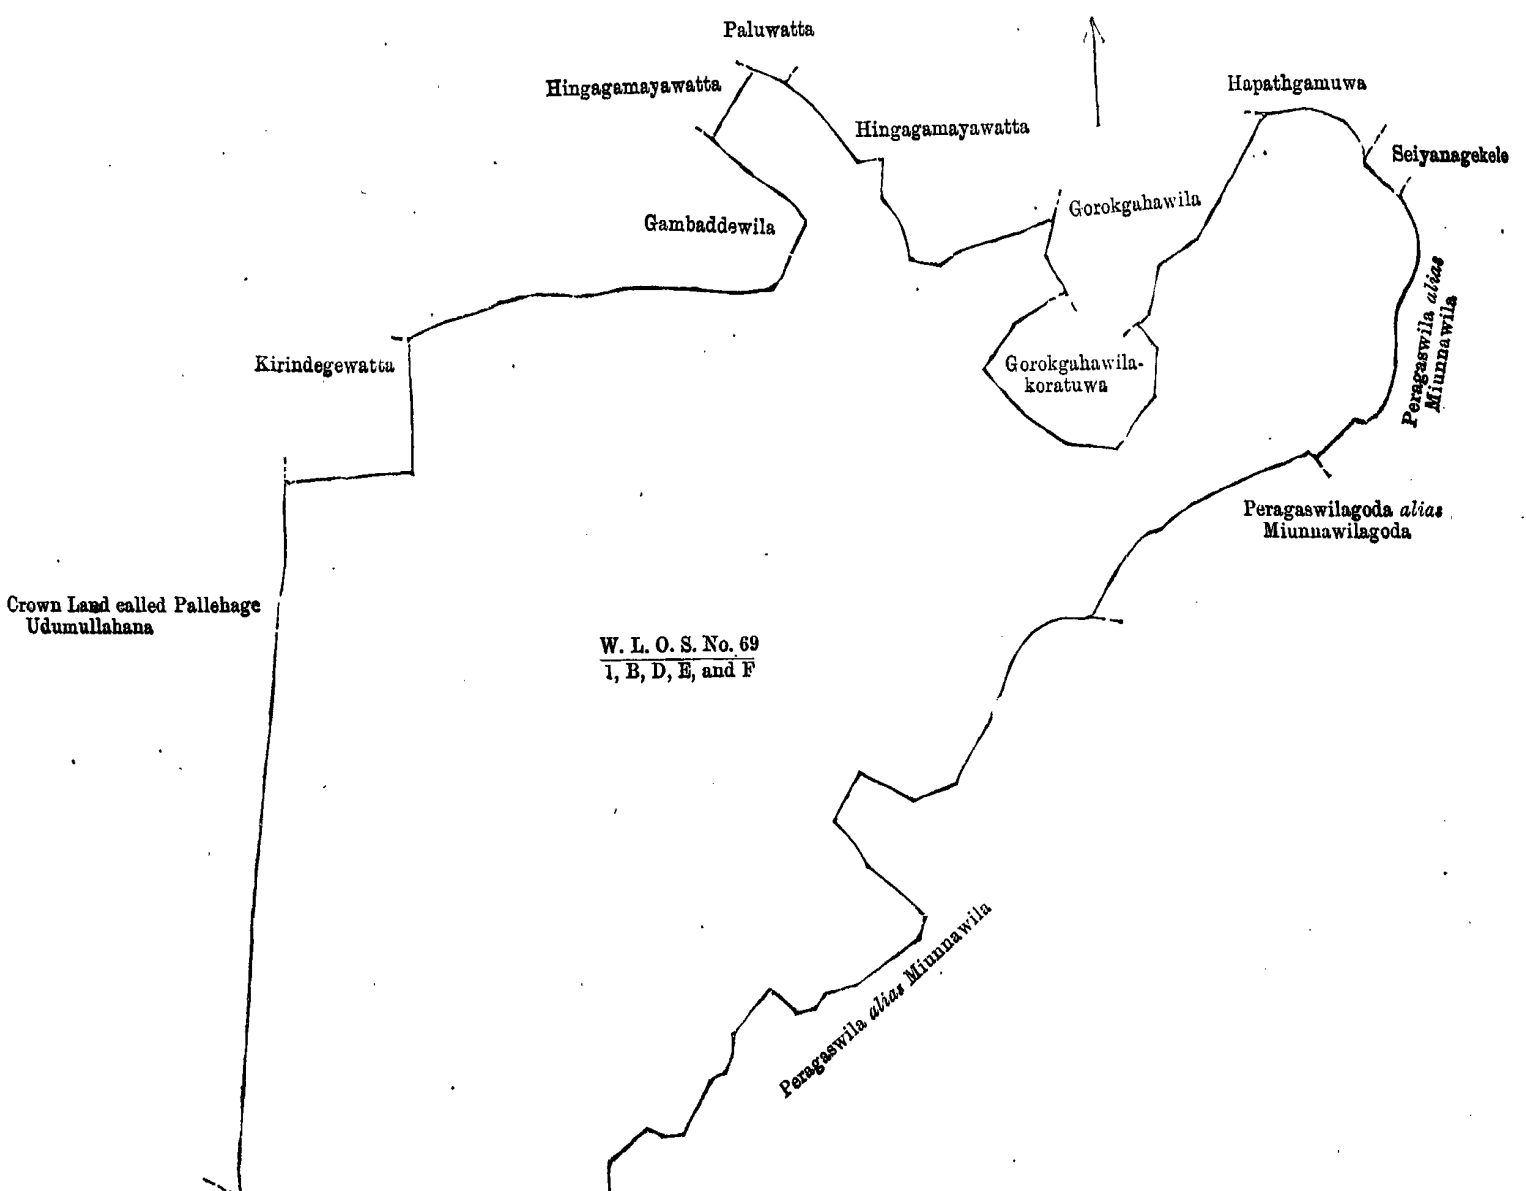 Paluwatta
Hingagamayawatta
Hapathgamuwa
Hingagamayawatta
Seiyanagekele
Gorokgahawila
Gambaddewila
Peragaswila alias
Miunnawila
Kirindegewatta
Gorokgahawila-
koratuwa
Peragaswilagoda alias
Miunnawilagoda
Crown Land called Pallehage
Udumullahana
W. L. O. S. No. 69
1, B, D, E, and F
Peragaswila alias Miunnawila